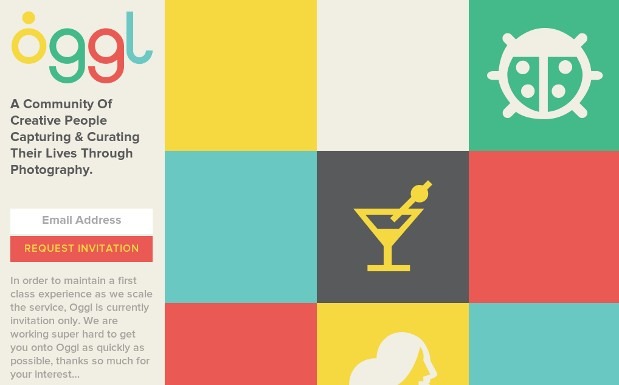 oggl
A Community Of
Creative People
Capturing & Curating
Their Lives Through
Photography.
Email Address
REQUEST INVITATION
In order to maintain a first
class experience as we scale
the service, Oggl is currently
invitation only. We are
working super hard to get
you onto Oggl as quickly as
possible, thanks so much for
your interest...